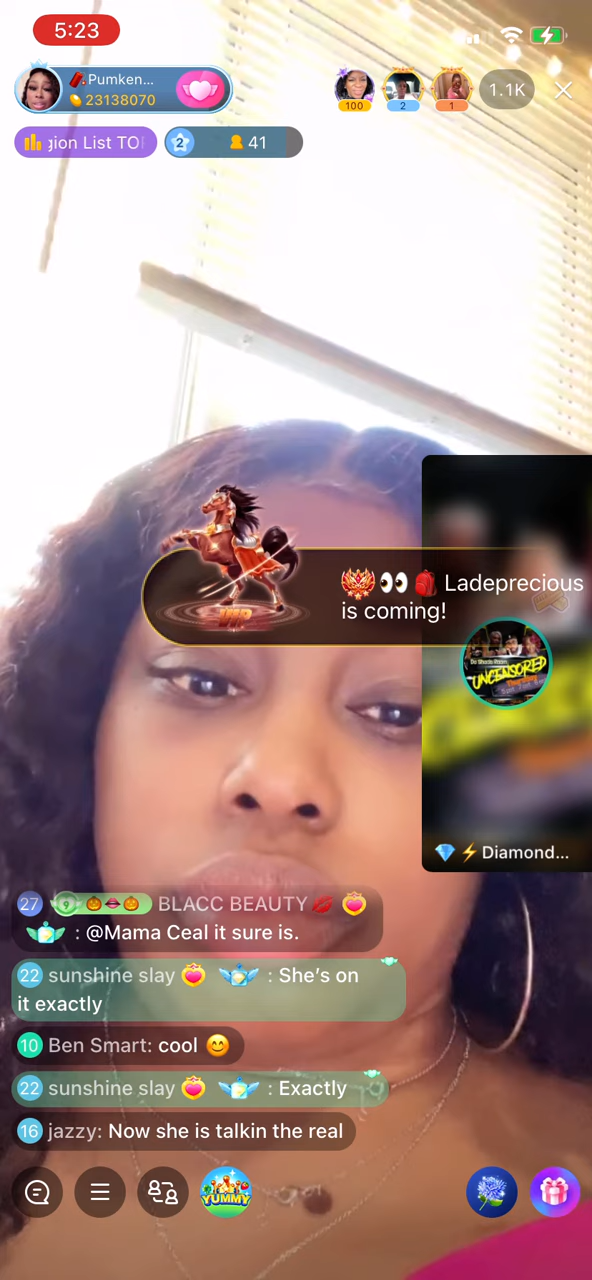 5:23
Pumken...
23138070
100
2
1
1.1K
gion List TO
2
41
VIP
Ladeprecious
is coming!
UNCENSORED
Diamond...
27 9 BLACC BEAUTY
: @Mama Ceal it sure is.
22 sunshine slay : She’s on
it exactly
10 Ben Smart: cool
22 sunshine slay : Exactly
16 jazzy: Now she is talkin the real
YUMMY